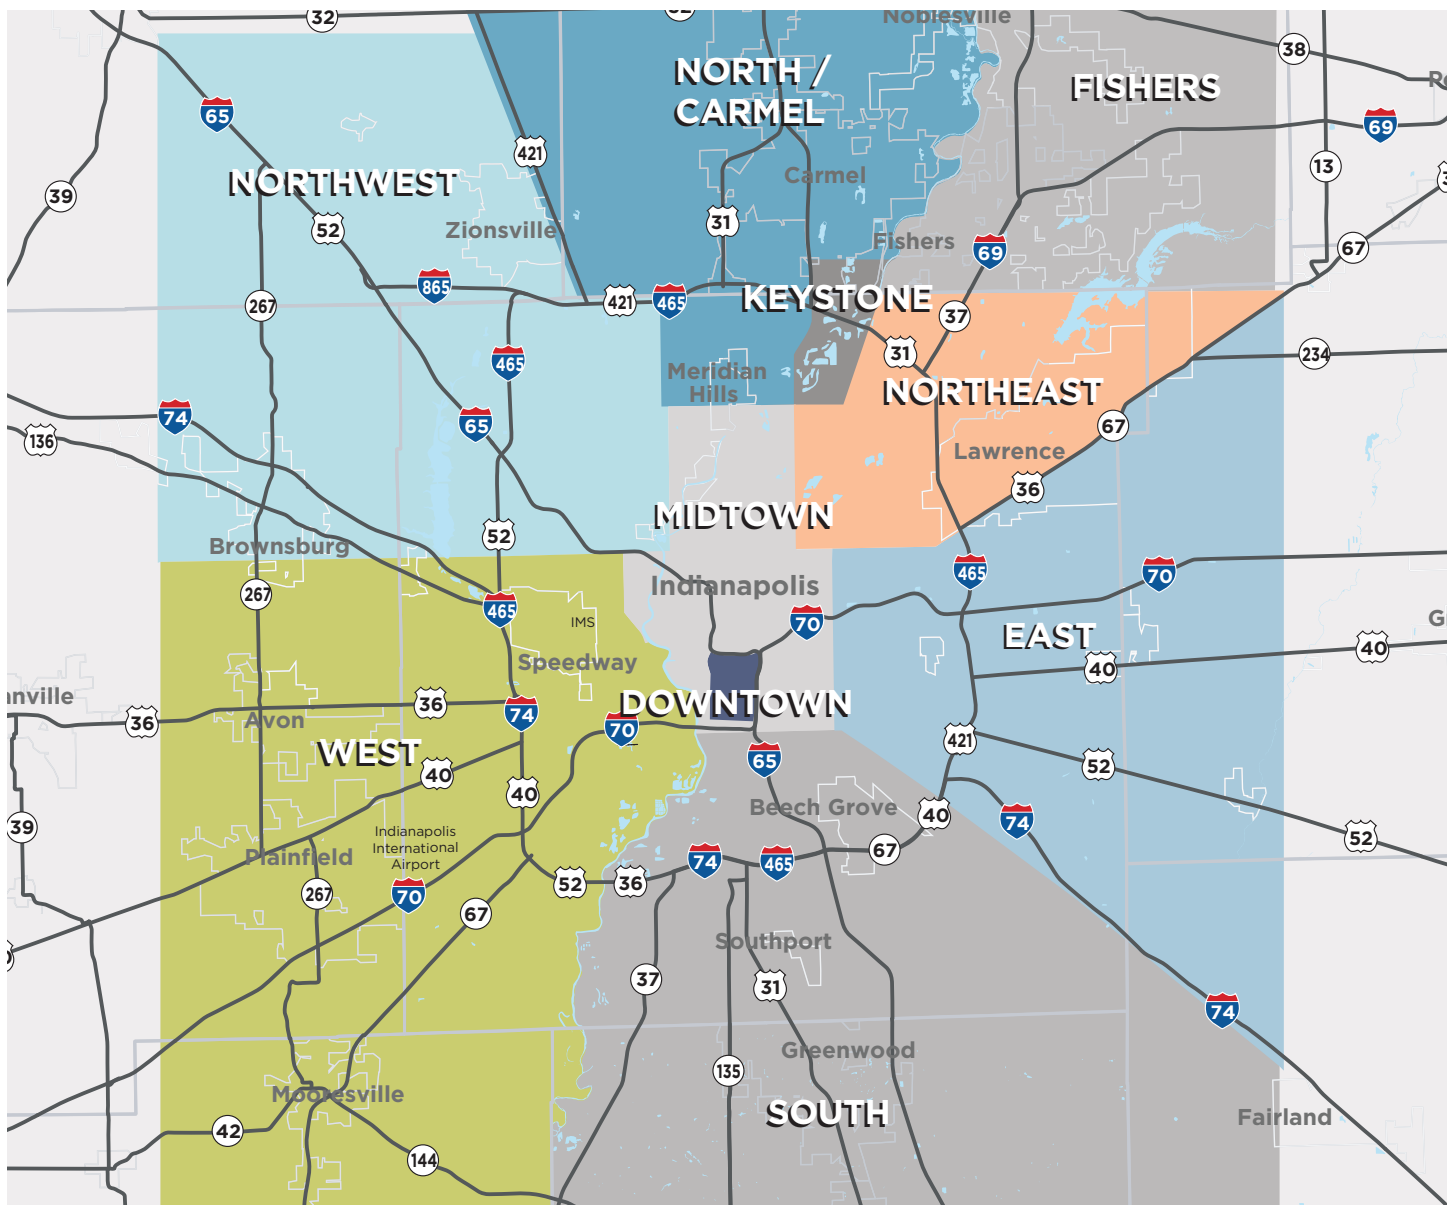 32
Noblesville
38
NORTH /
CARMEL
FISHERS
65
69
421
13
NORTHWEST
Carmel
39
31
52
Zionsville
Fishers
69
67
865
267
421
465
KEYSTONE
37
31
234
465
Meridian
Hills
NORTHEAST
74
65
67
136
Lawrence
36
MIDTOWN
52
Brownsburg
465
70
Indianapolis
267
465
IMS
70
EAST
40
40
Speedway
anville
36
36
DOWNTOWN
74
Avon
70
421
WEST
65
52
40
40
Beech Grove
40
74
39
Indianapolis
International
Airport
52
Plainfield
67
74
465
267
70
52
36
67
Southport
37
31
74
Greenwood
135
Mooresville
SOUTH
Fairland
42
144